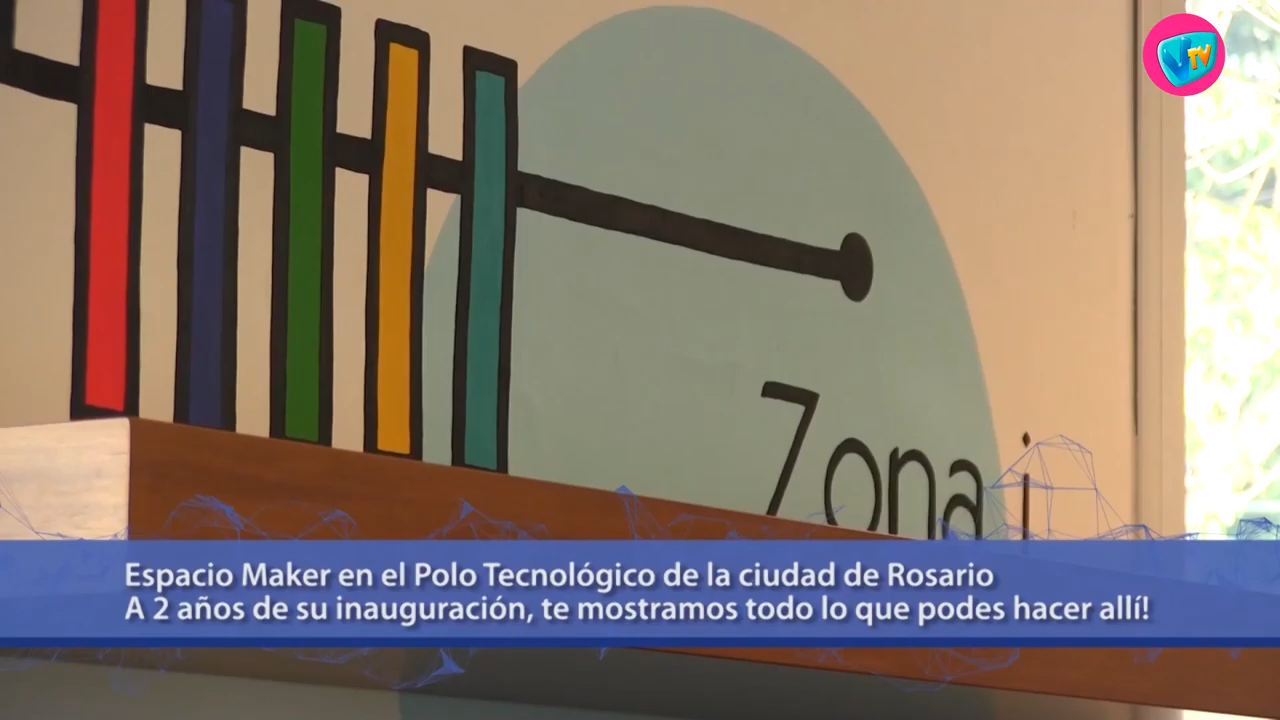 TV
Zona i
Espacio Maker en el Polo Tecnológico de la ciudad de Rosario
A 2 años de su inauguración, te mostramos todo lo que podes hacer allí!